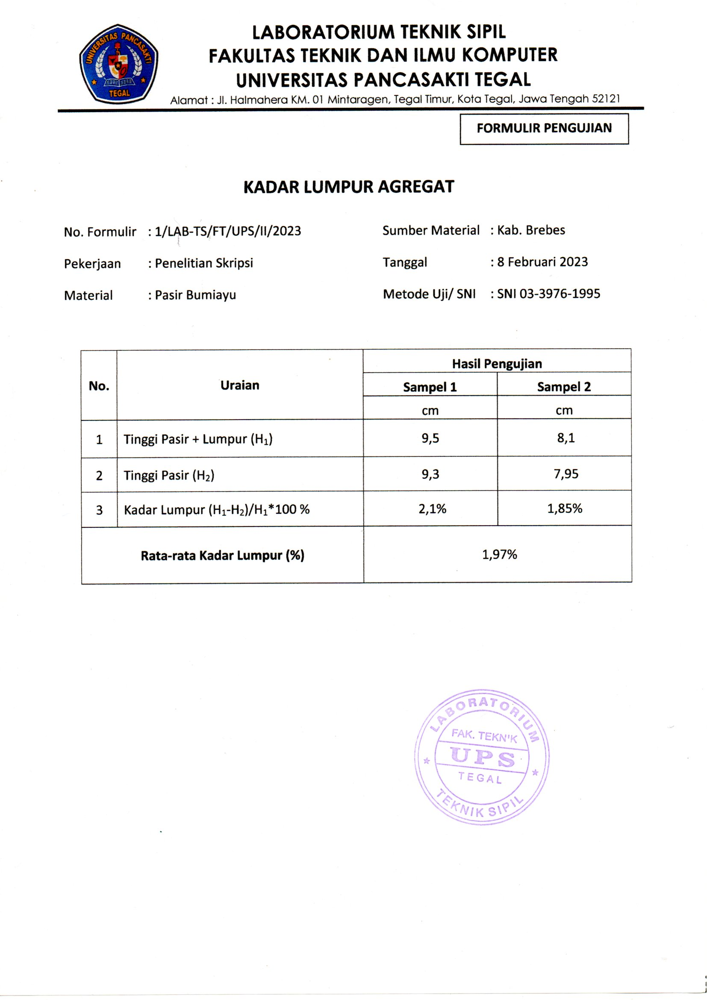 UNIVERSITAS PANCASAKTI
TEGAL
LABORATORIUM TEKNIK SIPIL
FAKULTAS TEKNIK DAN ILMU KOMPUTER
UNIVERSITAS PANCASAKTI TEGAL
Alamat : Jl. Halmahera KM. 01 Mintaragen, Tegal Timur, Kota Tegal, Jawa Tengah 52121
FORMULIR PENGUJIAN
KADAR LUMPUR AGREGAT
No. Formulir : 1/LAB-TS/FT/UPS/II/2023 Sumber Material : Kab. Brebes
Pekerjaan : Penelitian Skripsi Tanggal : 8 Februari 2023
Material : Pasir Bumiayu Metode Uji/ SNI : SNI 03-3976-1995
No. Uraian Hasil Pengujian
Sampel 1 Sampel 2
cm cm
1 Tinggi Pasir + Lumpur (H₁) 9,5 8,1
2 Tinggi Pasir (H₂) 9,3 7,95
3 Kadar Lumpur (H₁-H₂)/H₁*100 % 2,1% 1,85%
Rata-rata Kadar Lumpur (%) 1,97%
LABORATORIUM
FAK. TEKNIK
UPS
TEGAL
TEKNIK SIPIL